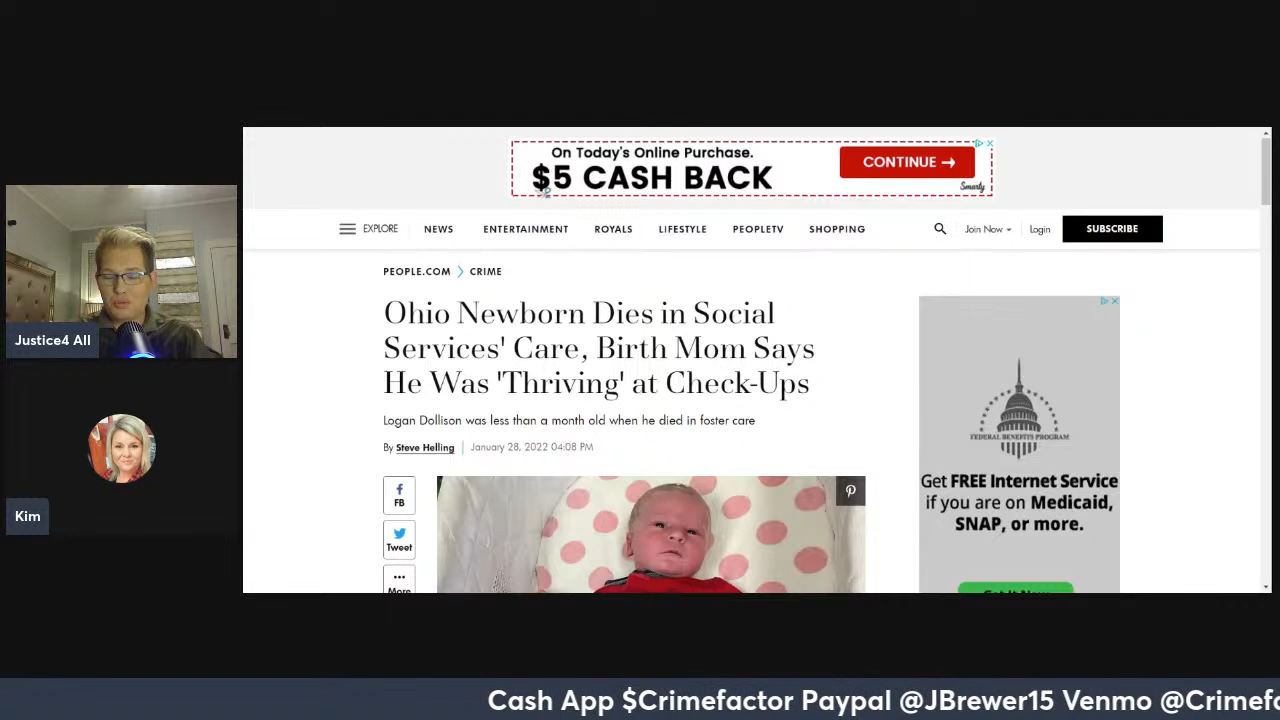 On Today's Online Purchase.
$5 CASH BACK
CONTINUE →
Smarty
EXPLORE
NEWS
ENTERTAINMENT
ROYALS
LIFESTYLE
PEOPLETV
SHOPPING
Join Now
Login
SUBSCRIBE
PEOPLE.COM > CRIME
Ohio Newborn Dies in Social
Services' Care, Birth Mom Says
He Was 'Thriving' at Check-Ups
Logan Dollison was less than a month old when he died in foster care
By Steve Helling | January 28, 2022 04:08 PM
FB
Tweet
More
FEDERAL BENEFITS PROGRAM
Get FREE Internet Service
if you are on Medicaid,
SNAP, or more.
Get It Now
Justice4 All
Kim
Cash App $Crimefactor Paypal @JBrewer15 Venmo @Crimefa